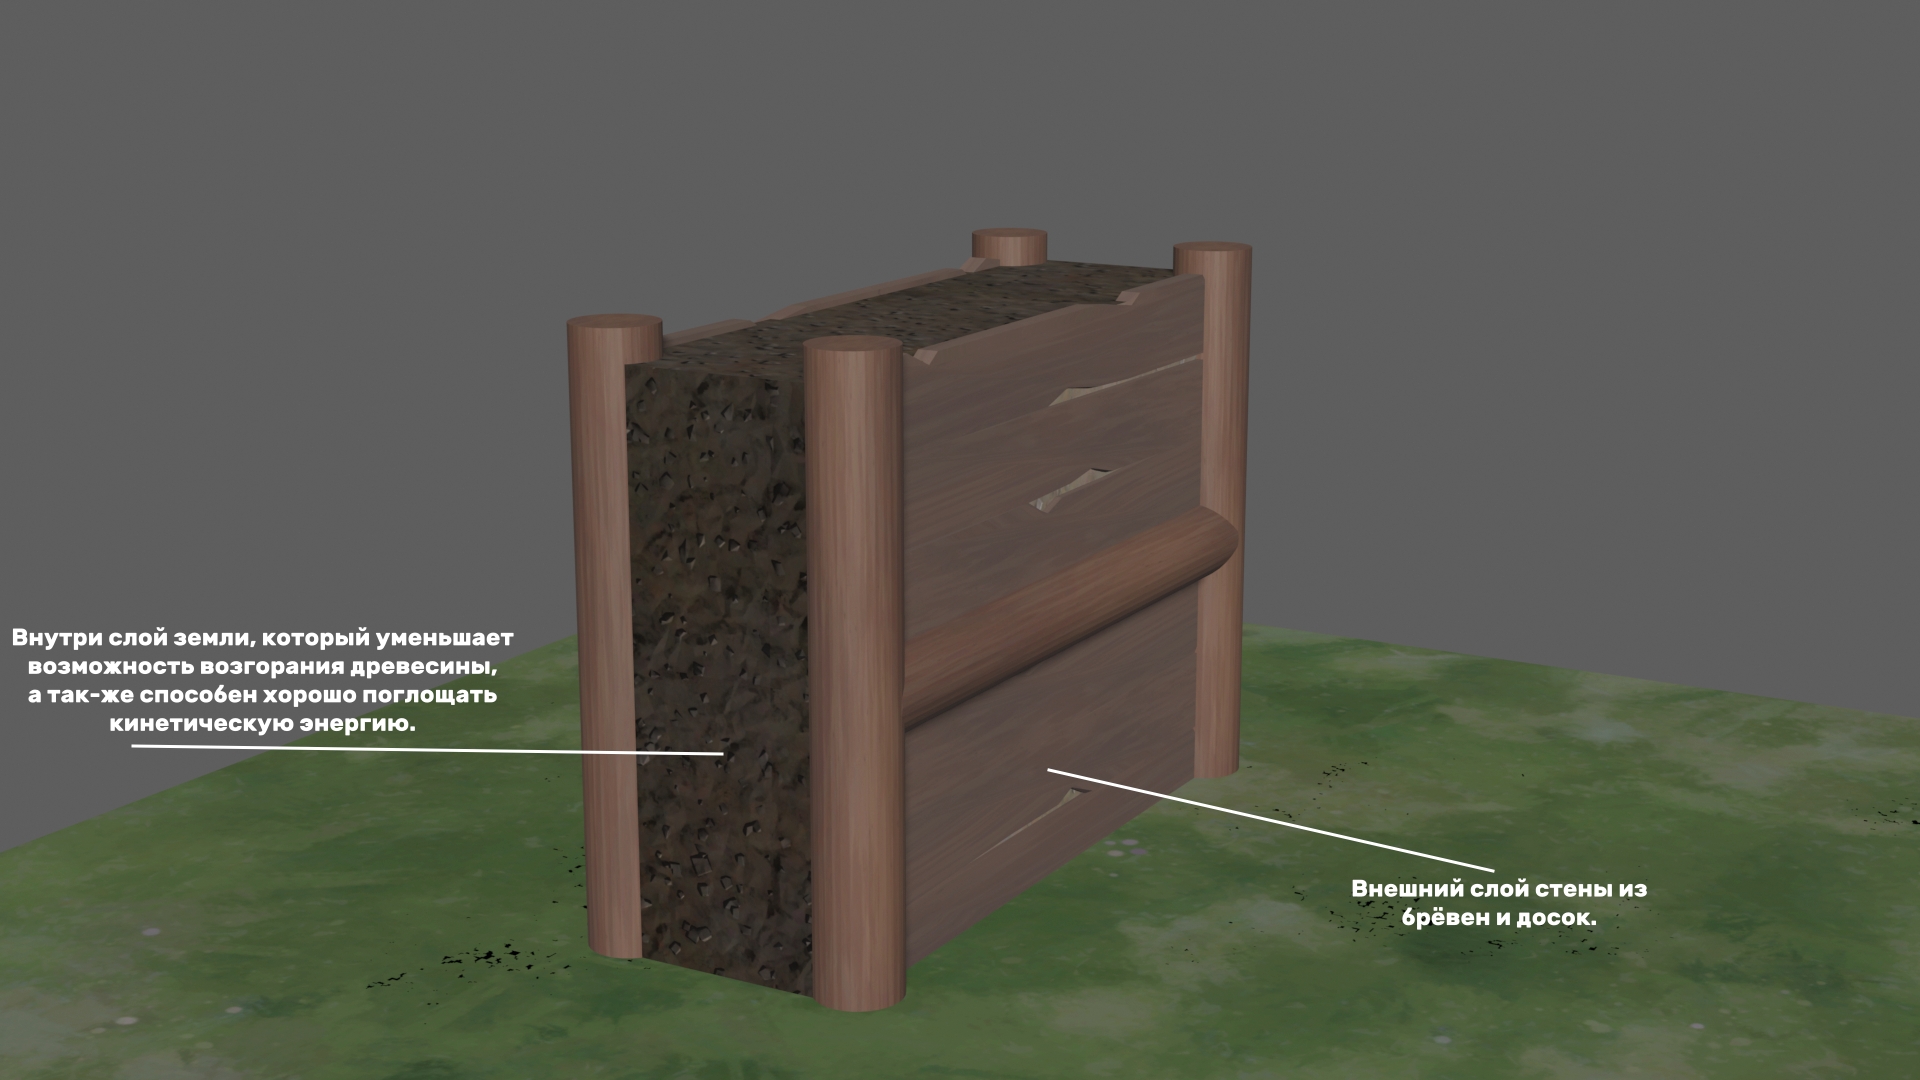 Внутри слой земли, который уменьшает
возможность возгорания древесины,
а так-же способен хорошо поглощать
кинетическую энергию.
Внешний слой стены из
брёвен и досок.